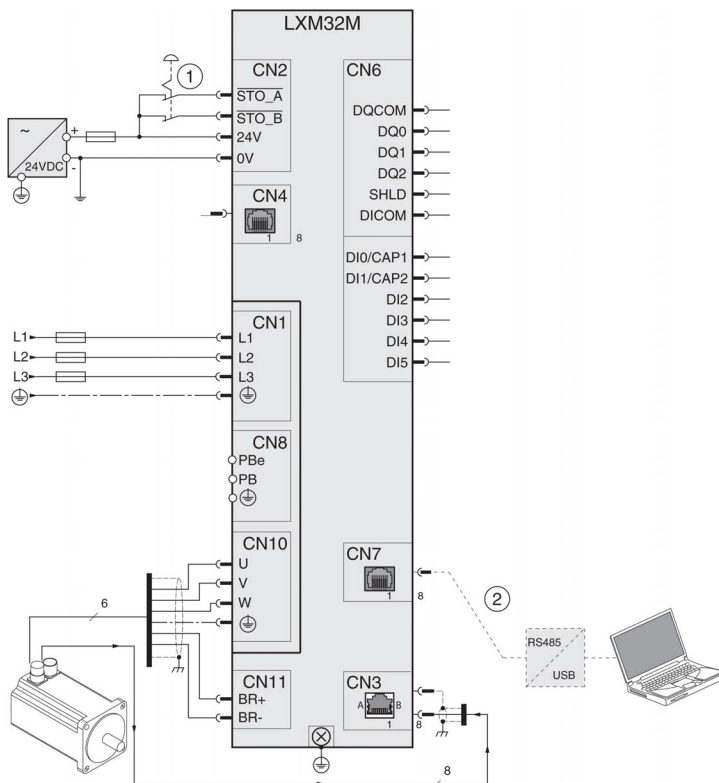 LXM32M
CN2
1
STO_A
STO_B
24V
0V
~
+
24VDC
-
CN4
1 8
CN6
DQCOM
DQ0
DQ1
DQ2
SHLD
DICOM
DI0/CAP1
DI1/CAP2
DI2
DI3
DI4
DI5
CN1
L1 L1
L2 L2
L3 L3
CN8
PBe
PB
CN10
U
V
W
6
CN11
BR+
BR-
CN7
1 8
2
RS485
USB
CN3
A B
1 8
8